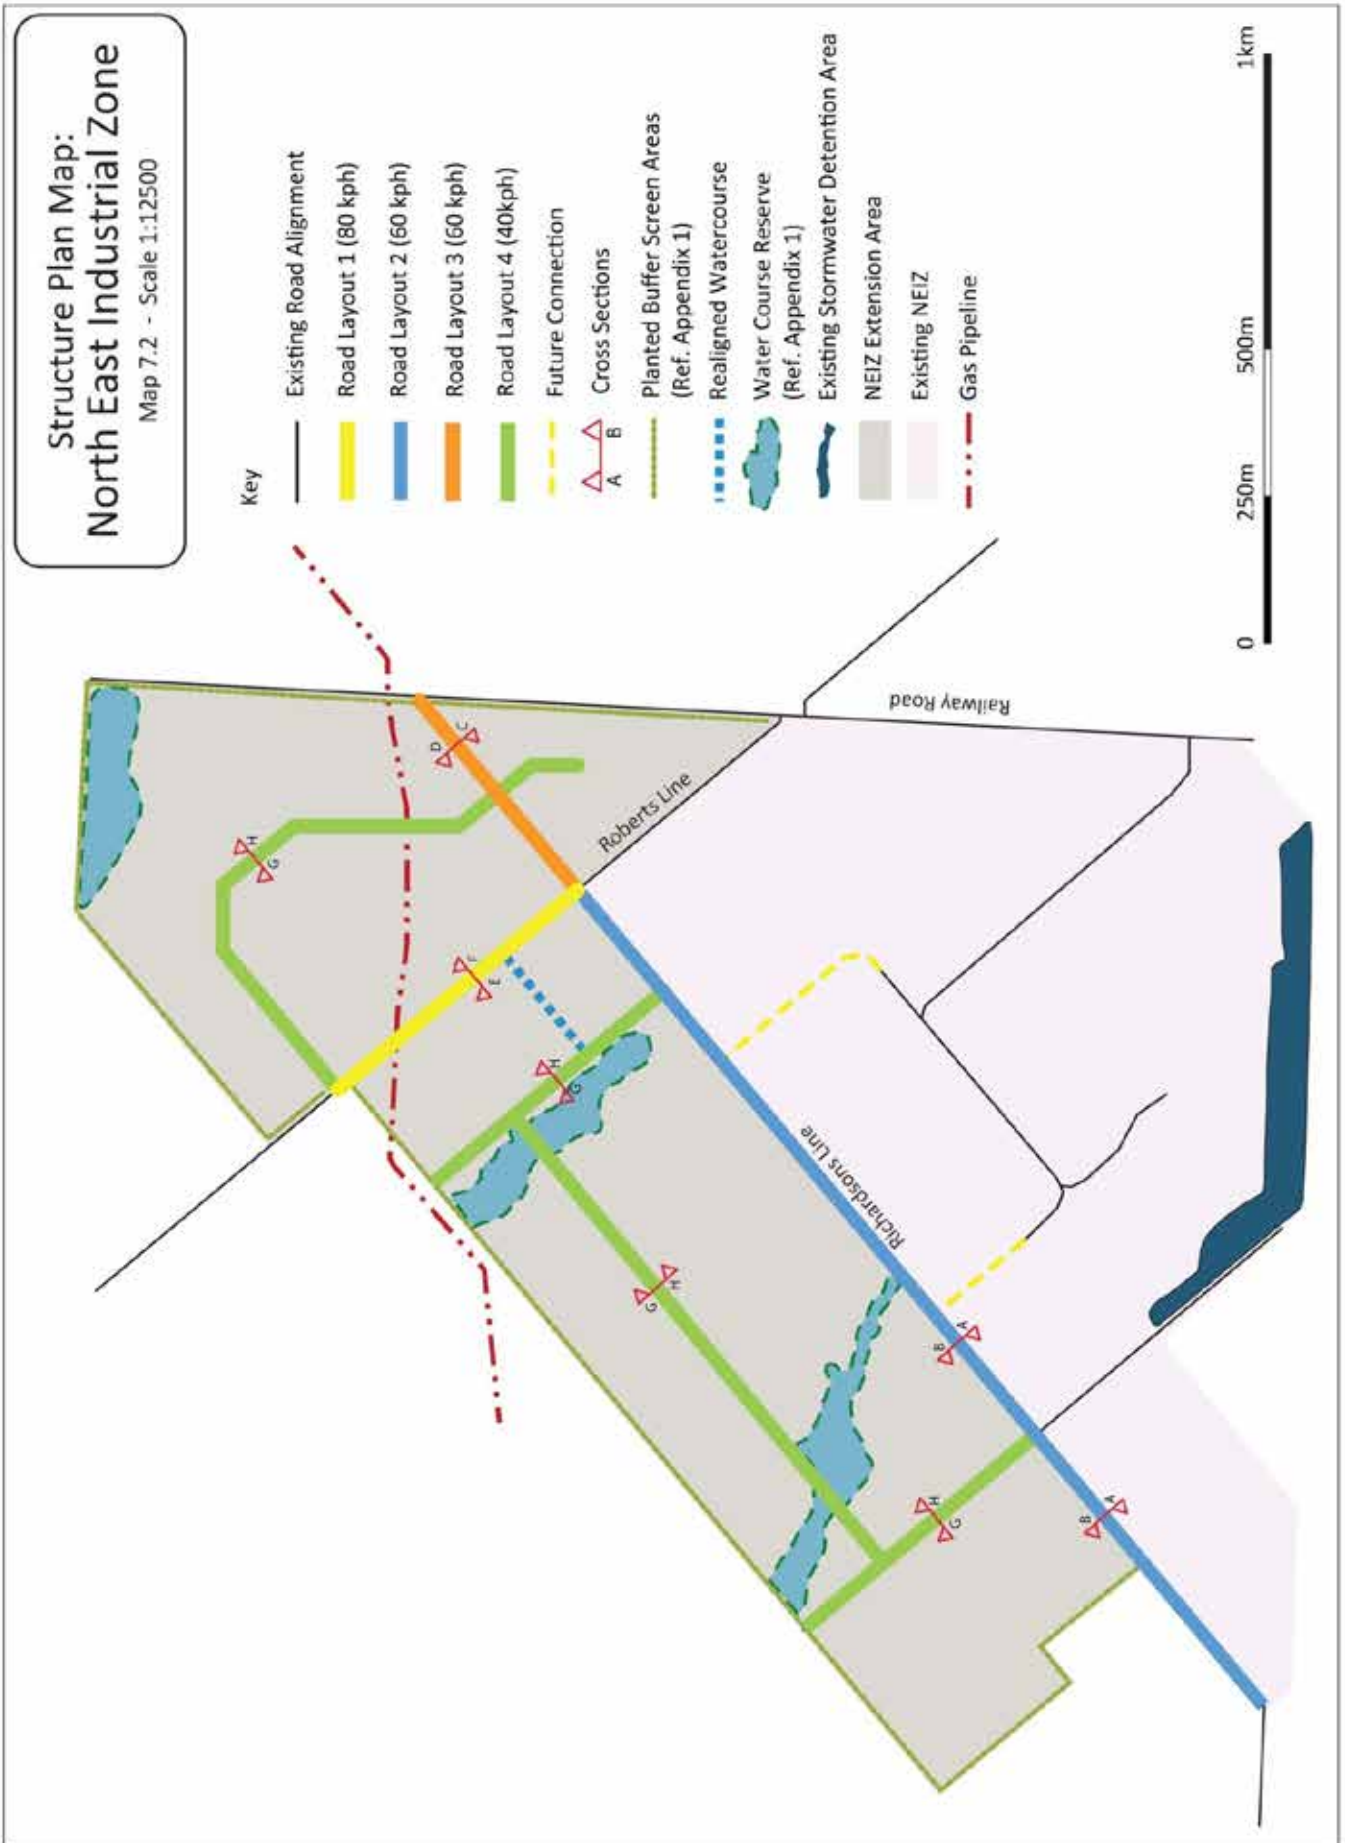 Structure Plan Map:
North East Industrial Zone
Map 7.2 - Scale 1:12500
Key
Existing Road Alignment
Road Layout 1 (80 kph)
Road Layout 2 (60 kph)
Road Layout 3 (60 kph)
Road Layout 4 (40kph)
Future Connection
A B
Cross Sections
Planted Buffer Screen Areas
(Ref. Appendix 1)
Realigned Watercourse
Water Course Reserve
(Ref. Appendix 1)
Existing Stormwater Detention Area
NEIZ Extension Area
Existing NEIZ
Gas Pipeline
0 250m 500m 1km
Railway Road
Roberts Line
Richardsons Line
D C
H G
F E
H G
G H
B A
H G
B A